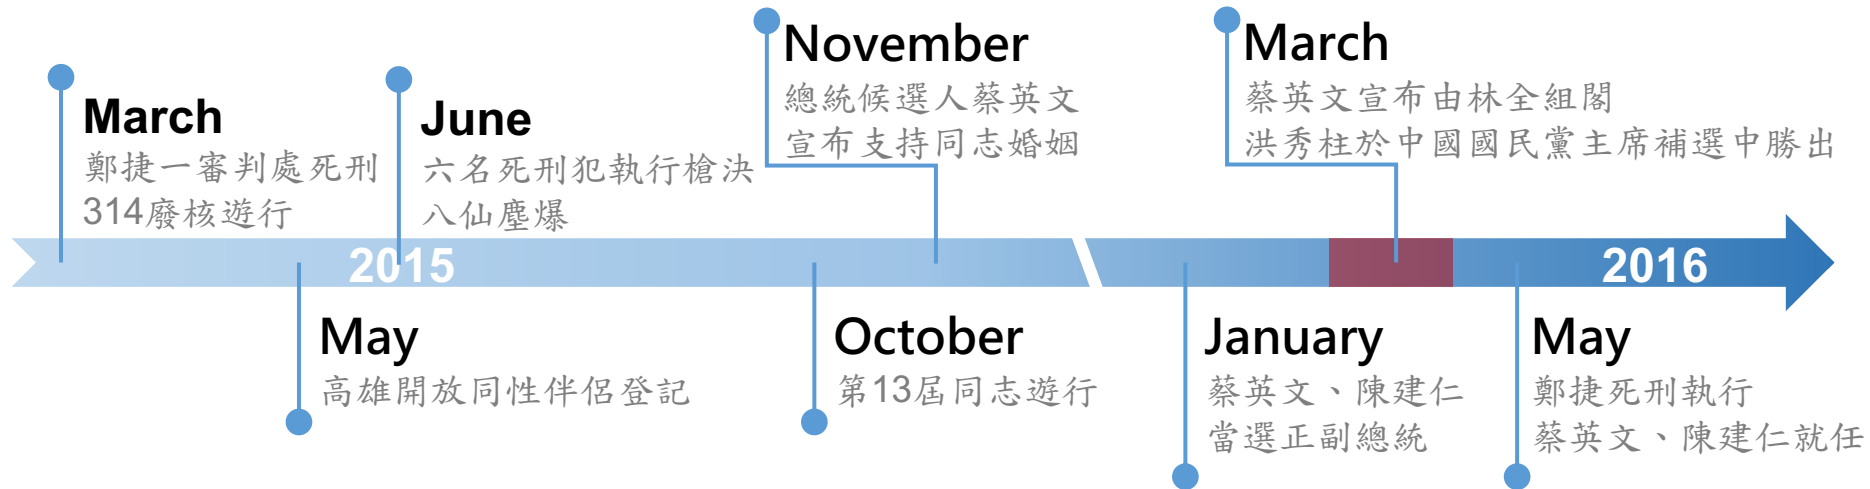 March
鄭捷一審判處死刑
314廢核遊行
June
六名死刑犯執行槍決
八仙塵爆
November
總統候選人蔡英文
宣布支持同志婚姻
March
蔡英文宣布由林全組閣
洪秀柱於中國國民黨主席補選中勝出
2015
2016
May
高雄開放同性伴侶登記
October
第13屆同志遊行
January
蔡英文、陳建仁
當選正副總統
May
鄭捷死刑執行
蔡英文、陳建仁就任